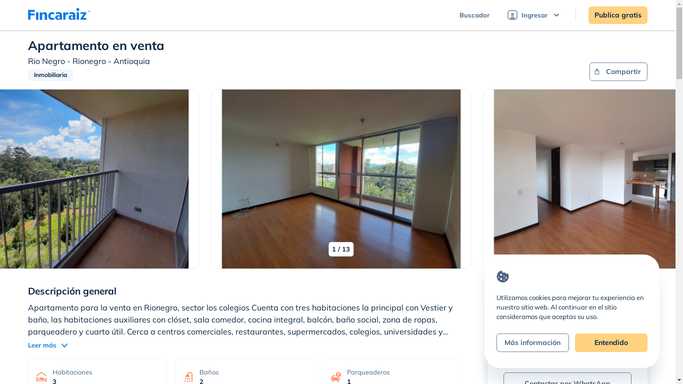 Fincaraiz
Buscador
Ingresar
Publica gratis
Apartamento en venta
Rio Negro - Rionegro - Antioquia
Inmobiliaria
Compartir
1 / 13
Descripción general
Apartamento para la venta en Rionegro, sector los colegios Cuenta con tres habitaciones la principal con Vestier y
baño, las habitaciones auxiliares con clóset, sala comedor, cocina integral, balcón, baño social, zona de ropas,
parqueadero y cuarto útil. Cerca a centros comerciales, restaurantes, supermercados, colegios, universidades y...
Leer más
Habitaciones
3
Baños
2
Parqueaderos
1
Utilizamos cookies para mejorar tu experiencia en
nuestro sitio web. Al continuar en el sitio
consideramos que aceptas su uso.
Más información
Entendido
Contactar por WhatsApp